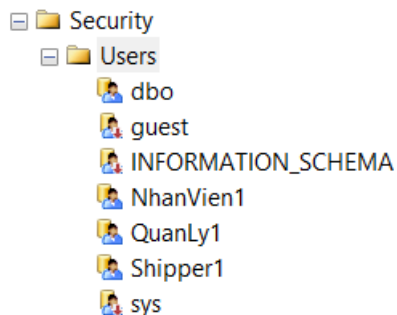 Security
Users
dbo
guest
INFORMATION_SCHEMA
NhanVien1
QuanLy1
Shipper1
sys